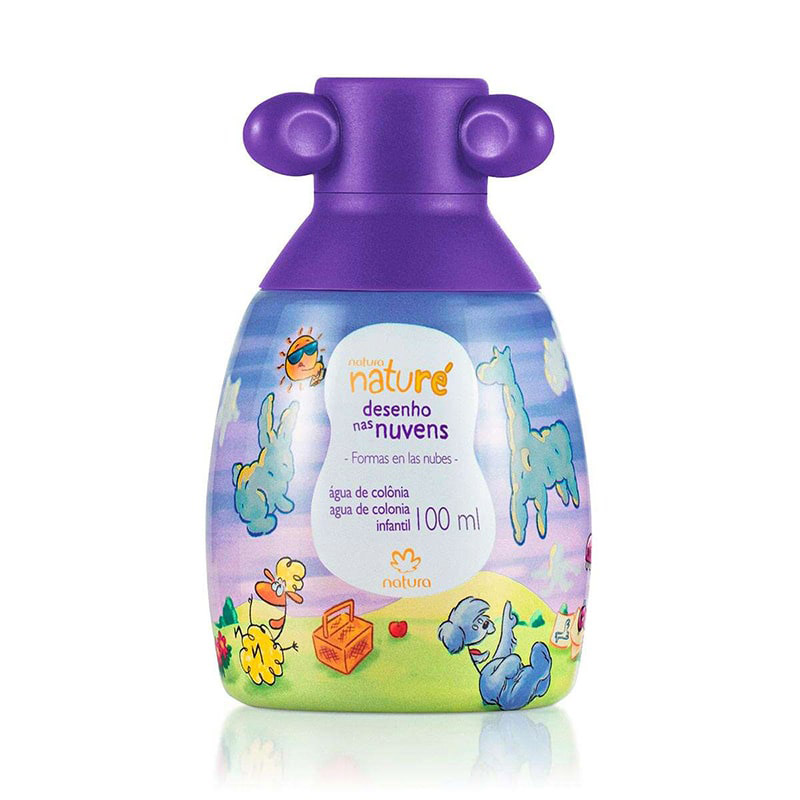 natura
naturé
desenho
nas nuvens
- Formas en las nubes -
água de colônia
agua de colonia
infantil 100 ml
natura